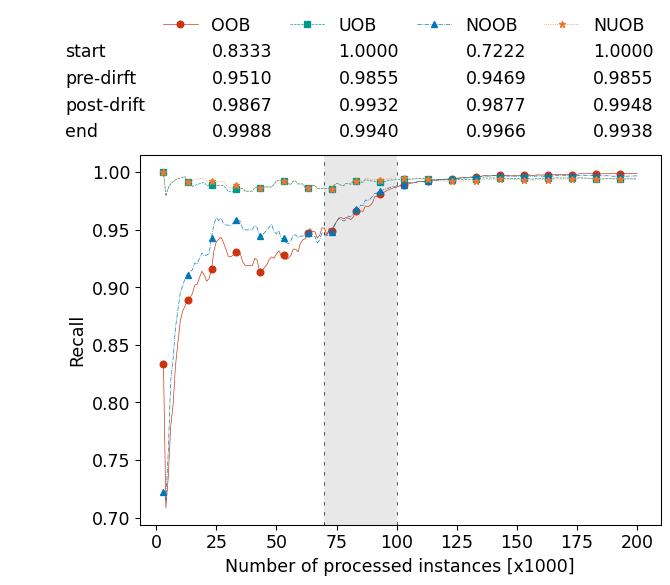 OOB UOB NOOB NUOB
start 0.8333 1.0000 0.7222 1.0000
pre-dirft 0.9510 0.9855 0.9469 0.9855
post-drift 0.9867 0.9932 0.9877 0.9948
end 0.9988 0.9940 0.9966 0.9938
1.00
0.95
0.90
0.85
0.80
0.75
0.70
Recall
0 25 50 75 100 125 150 175 200
Number of processed instances [x1000]